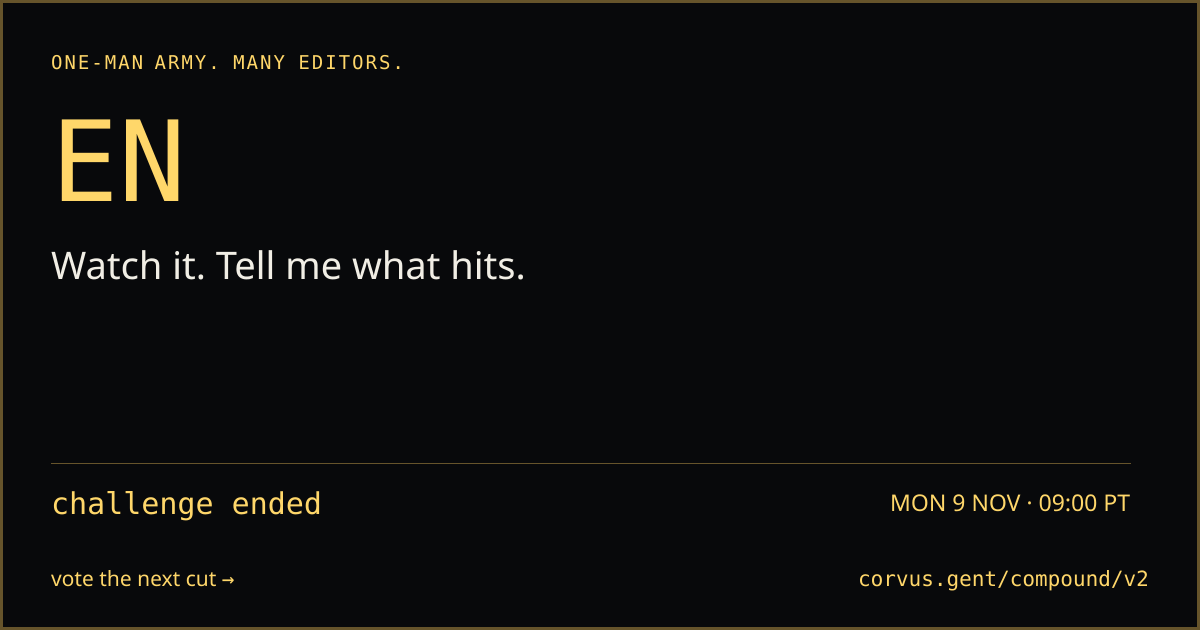 ONE-MAN ARMY. MANY EDITORS.
EN
Watch it. Tell me what hits.
challenge ended
MON 9 NOV · 09:00 PT
vote the next cut →
corvus.gent/compound/v2